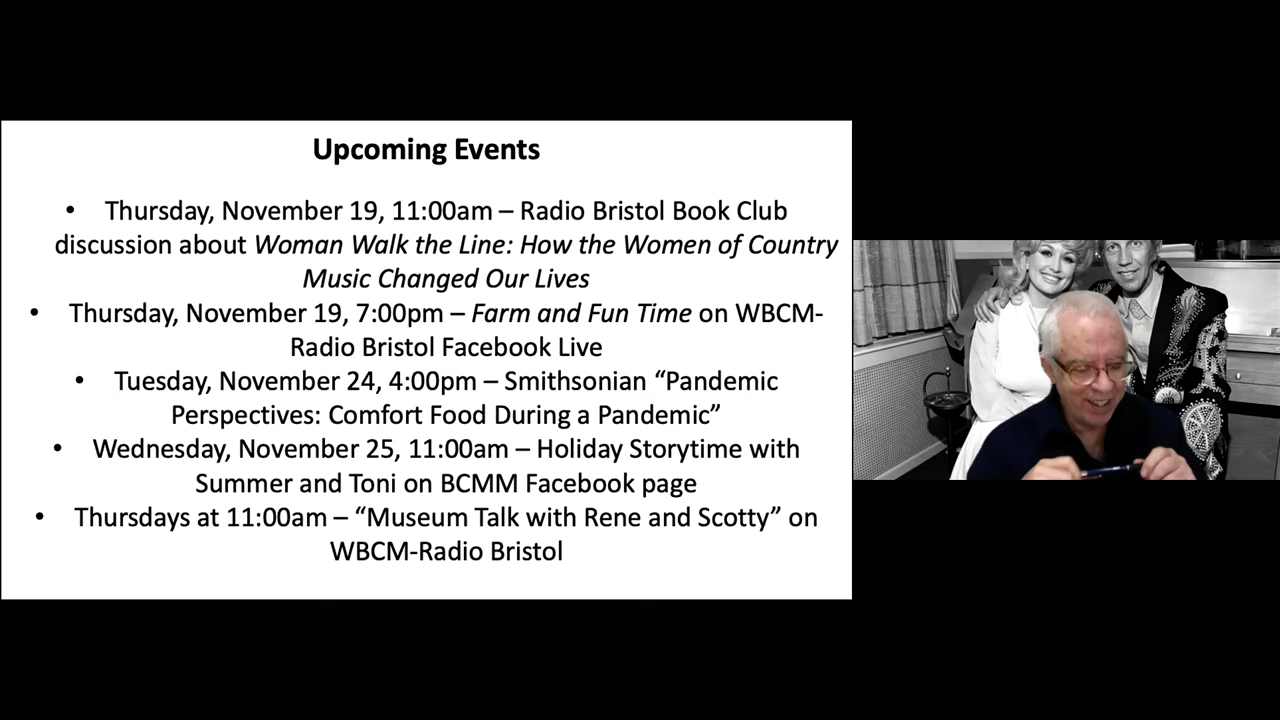 Upcoming Events
• Thursday, November 19, 11:00am – Radio Bristol Book Club
discussion about Woman Walk the Line: How the Women of Country
Music Changed Our Lives
• Thursday, November 19, 7:00pm – Farm and Fun Time on WBCM-
Radio Bristol Facebook Live
• Tuesday, November 24, 4:00pm – Smithsonian “Pandemic
Perspectives: Comfort Food During a Pandemic”
• Wednesday, November 25, 11:00am – Holiday Storytime with
Summer and Toni on BCMM Facebook page
• Thursdays at 11:00am – “Museum Talk with Rene and Scotty” on
WBCM-Radio Bristol